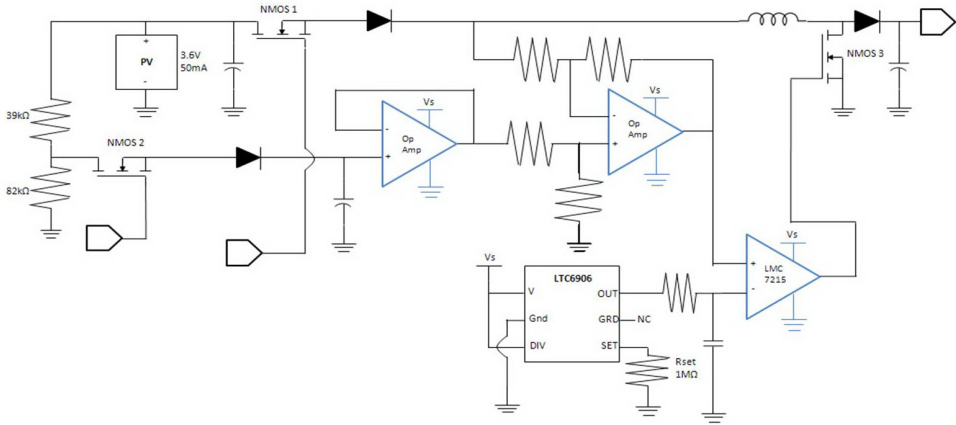 NMOS 1
+
PV
-
3.6V
50mA
NMOS 3
39kΩ
Vs
-
Op
Amp
+
Vs
-
Op
Amp
+
NMOS 2
82kΩ
Vs
LTC6906
V
OUT
Gnd
GRD
NC
DIV
SET
Rset
1MΩ
Vs
+
LMC
7215
-